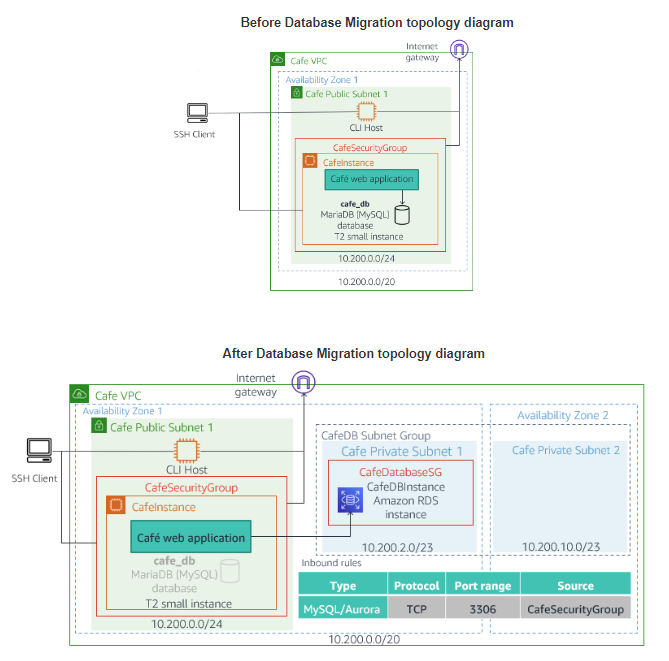 Before Database Migration topology diagram
Internet
gateway
Cafe VPC
Availability Zone 1
Cafe Public Subnet 1
SSH Client
CLI Host
CafeSecurityGroup
CafeInstance
Café web application
cafe_db
MariaDB (MySQL)
database
T2 small instance
10.200.0.0/24
10.200.0.0/20
After Database Migration topology diagram
Internet
gateway
Cafe VPC
Availability Zone 1
Availability Zone 2
Cafe Public Subnet 1
CafeDB Subnet Group
Cafe Private Subnet 1
Cafe Private Subnet 2
SSH Client
CLI Host
CafeDatabaseSG
CafeDBInstance
Amazon RDS
instance
CafeSecurityGroup
CafeInstance
Café web application
10.200.2.0/23
10.200.10.0/23
cafe_db
MariaDB (MySQL)
database
T2 small instance
10.200.0.0/24
Inbound rules
Type Protocol Port range Source
MySQL/Aurora TCP 3306 CafeSecurityGroup
10.200.0.0/20